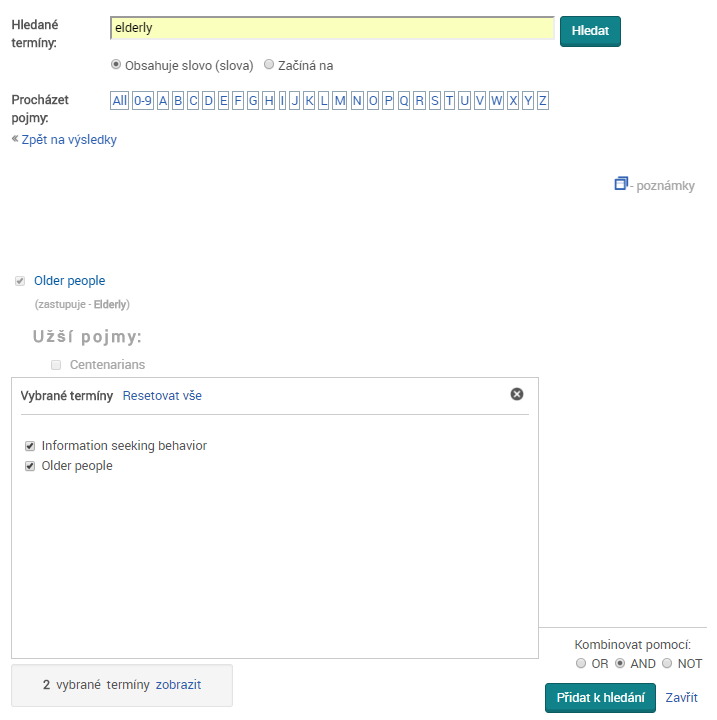 Hledané termíny:
elderly
Hledat
Obsahuje slovo (slova) Začíná na
Procházet pojmy:
All 0-9 A B C D E F G H I J K L M N O P Q R S T U V W X Y Z
« Zpět na výsledky
- poznámky
Older people
(zastupuje - Elderly)
Užší pojmy:
Centenarians
Vybrané termíny Resetovat vše
Information seeking behavior
Older people
Kombinovat pomocí:
OR AND NOT
2 vybrané termíny zobrazit
Přidat k hledání Zavřít